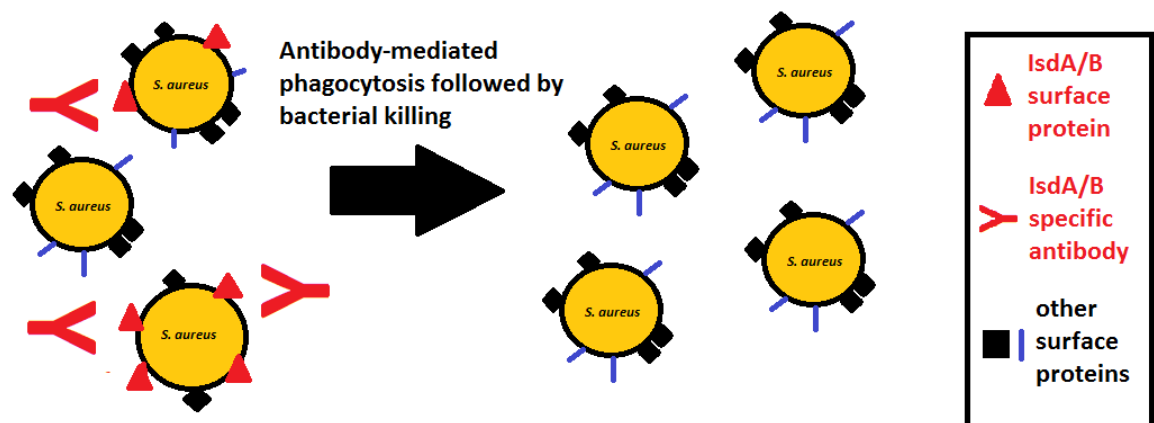 S. aureus
S. aureus
S. aureus
Antibody-mediated
phagocytosis followed by
bacterial killing
S. aureus
S. aureus
S. aureus
S. aureus
IsdA/B
surface
protein
IsdA/B
specific
antibody
other
surface
proteins